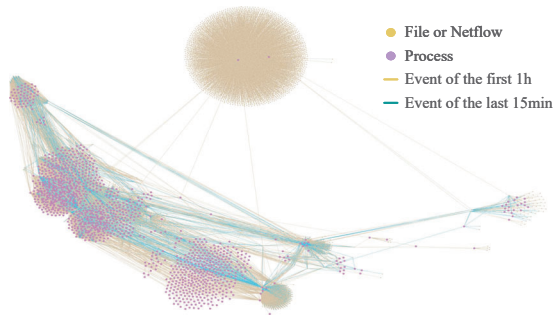 File or Netflow
Process
Event of the first 1h
Event of the last 15min